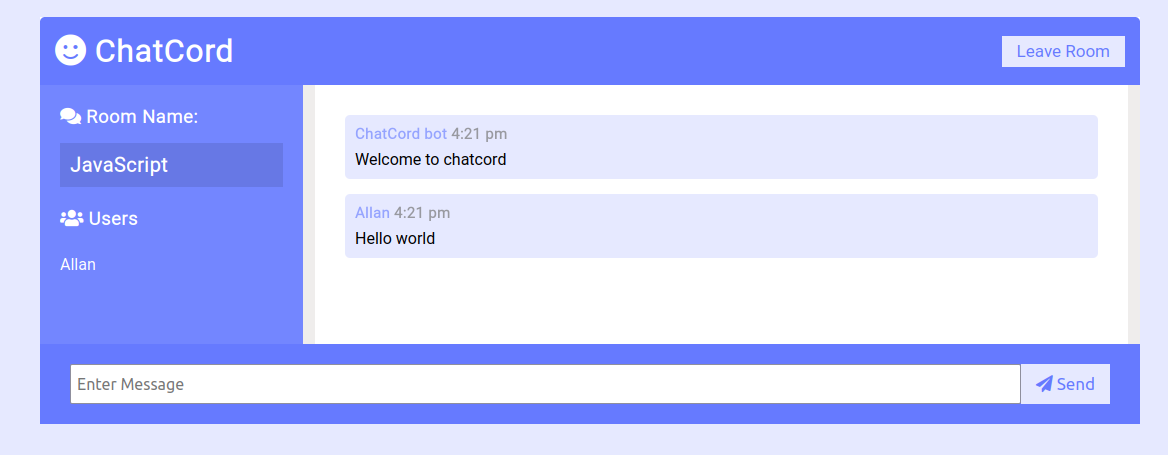 ChatCord
Leave Room
Room Name:
JavaScript
Users
Allan
ChatCord bot 4:21 pm
Welcome to chatcord
Allan 4:21 pm
Hello world
Enter Message
Send